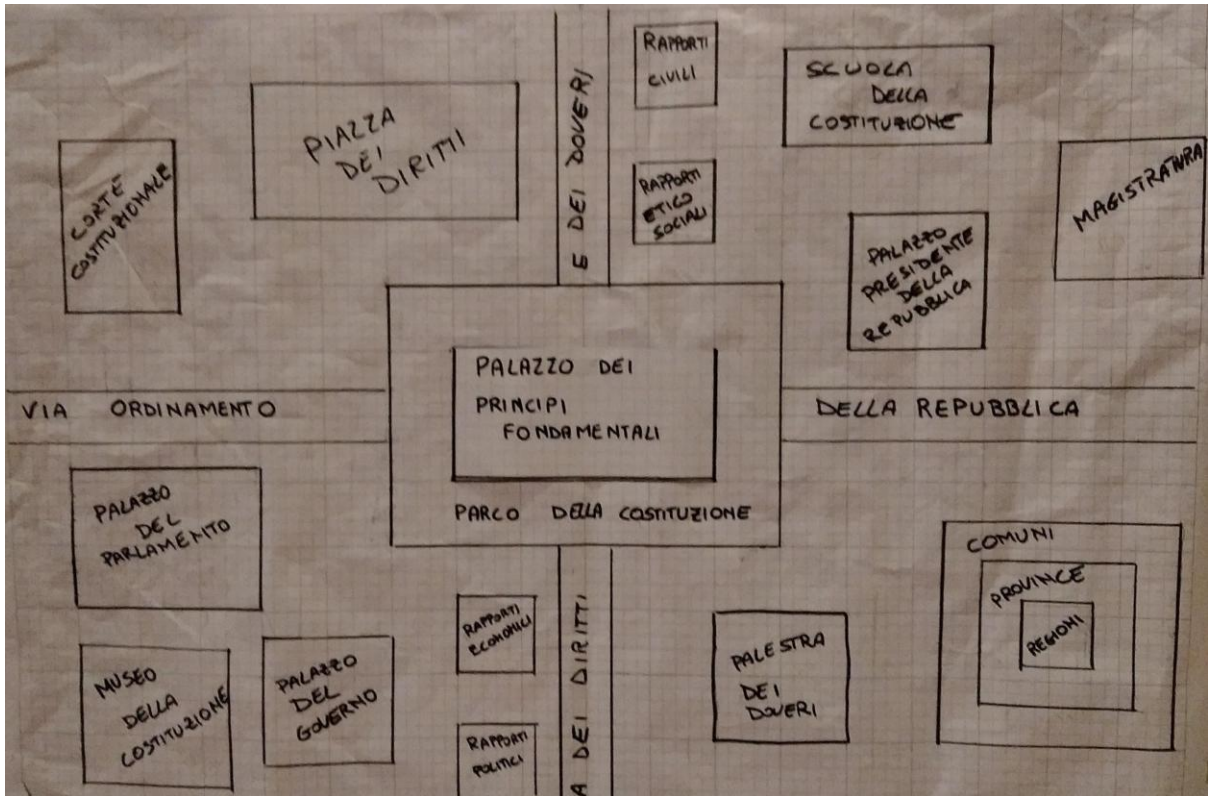 RAPPORTI
CIVILI
SCUOLA
DELLA
COSTITUZIONE
PIAZZA
DEI
DIRITTI
E DEI DOVERI
CORTE
COSTITUZIONALE
RAPPORTI
ETICO
SOCIALI
MAGISTRATURA
PALAZZO
PRESIDENTE
DELLA
REPUBBLICA
PALAZZO DEI
PRINCIPI
FONDAMENTALI
PARCO DELLA COSTITUZIONE
VIA ORDINAMENTO
DELLA REPUBBLICA
PALAZZO
DEL
PARLAMENTO
MUSEO
DELLA
COSTITUZIONE
PALAZZO
DEL
GOVERNO
RAPPORTI
ECONOMICI
RAPPORTI
POLITICI
A DEI DIRITTI
PALESTRA
DEI
DOVERI
COMUNI
PROVINCE
REGIONI